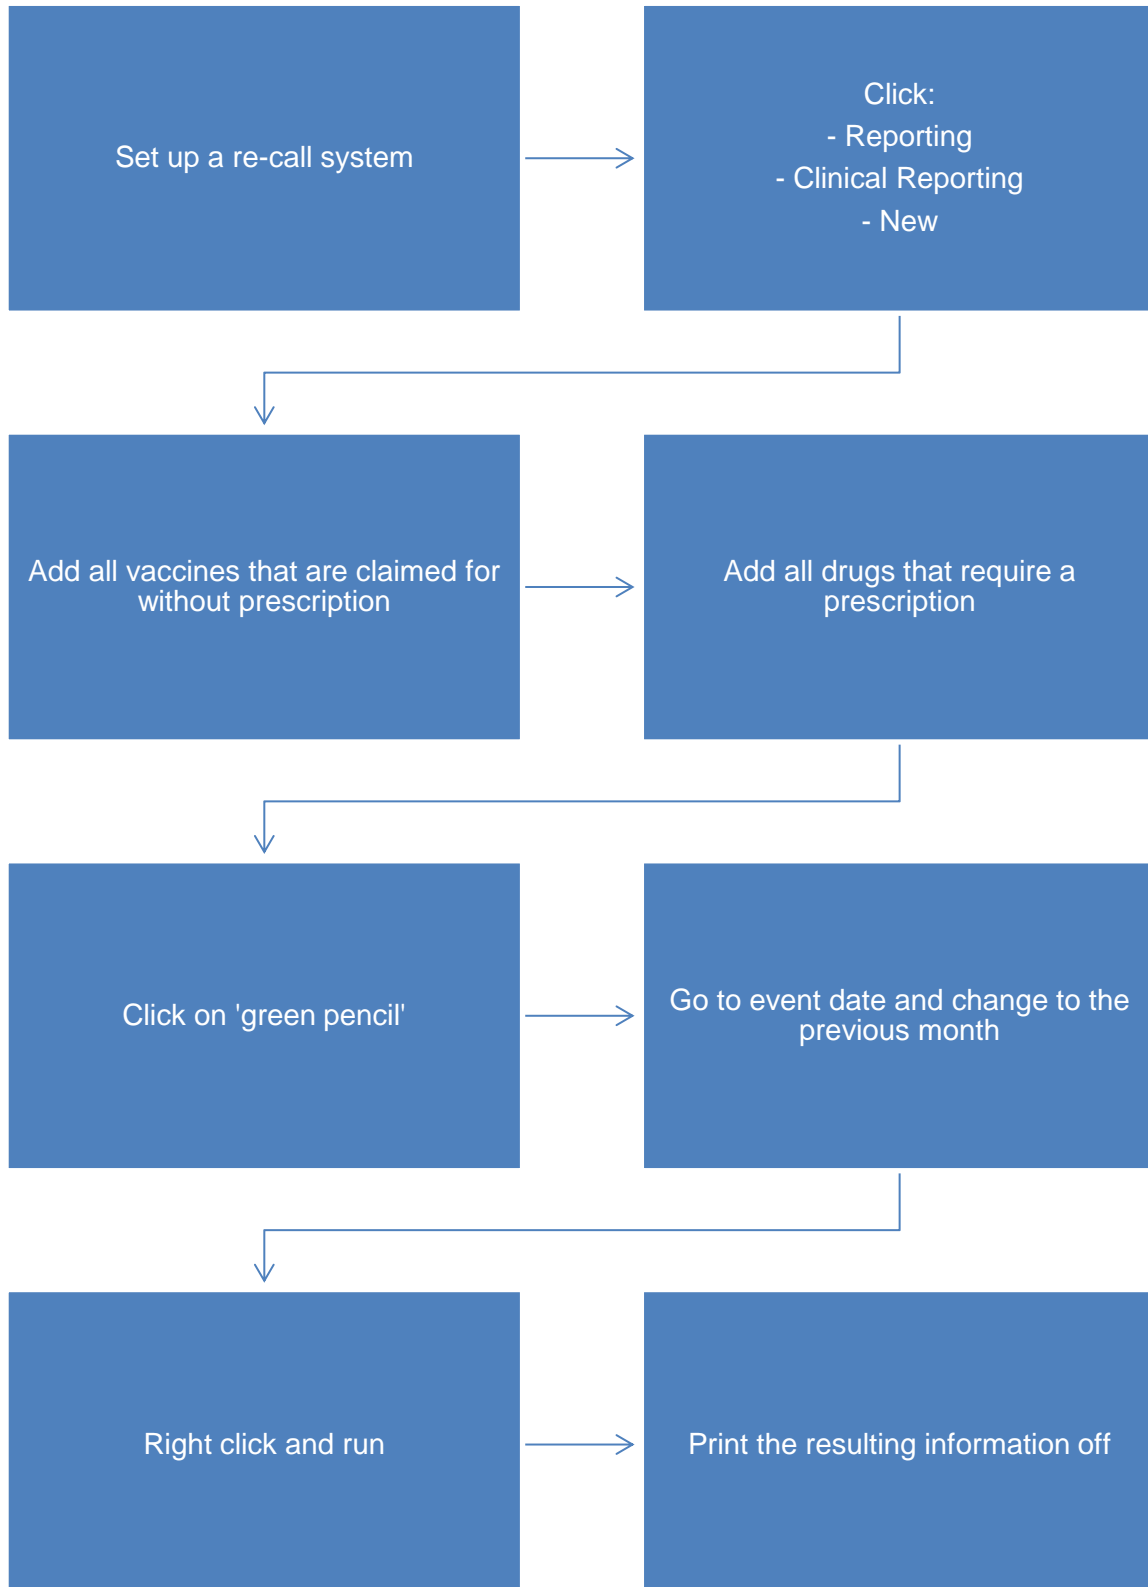 Set up a re-call system
Click:
- Reporting
- Clinical Reporting
- New
Add all vaccines that are claimed for
without prescription
Add all drugs that require a
prescription
Click on 'green pencil'
Go to event date and change to the
previous month
Right click and run
Print the resulting information off